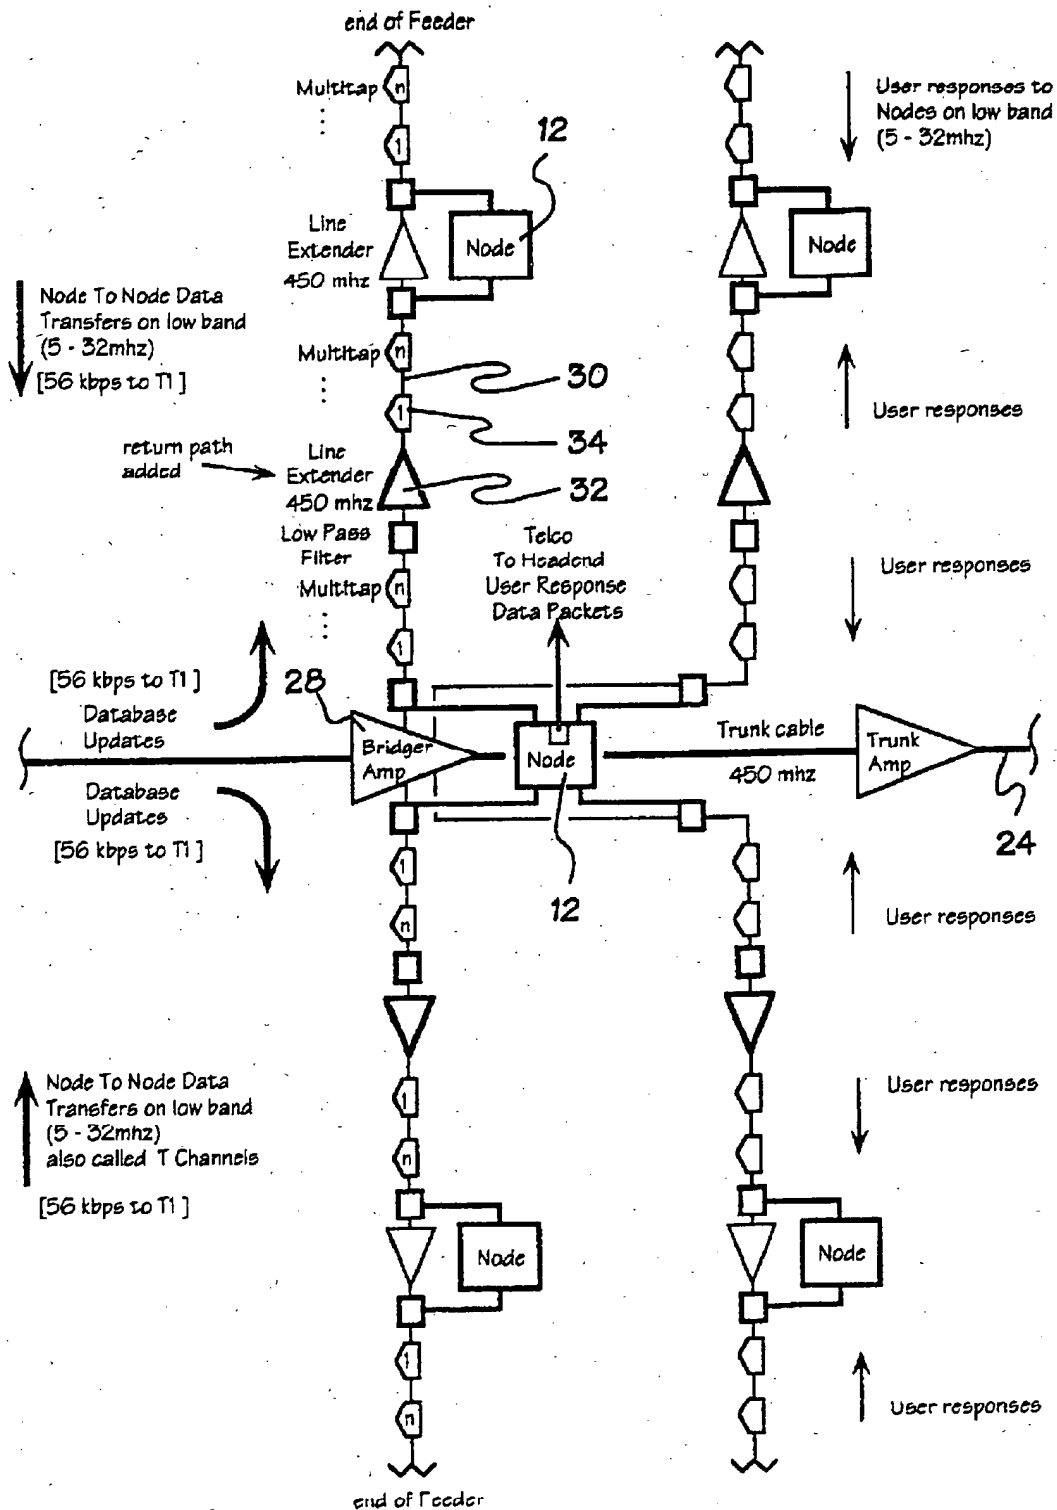 end of Feeder
Multitap
n
User responses to
Nodes on low band
(5 - 32mhz)
12
1
Line
Extender
450 mhz
Node
Node
Node To Node Data
Transfers on low band
(5 - 32mhz)
[56 kbps to T1 ]
Multitap
n
30
1
User responses
34
return path
added
Line
Extender
450 mhz
32
Low Pass
Filter
Multitap
n
Telco
To Headend
User Response
Data Packets
User responses
1
[56 kbps to T1 ]
28
Database
Updates
Bridger
Amp
Node
Trunk cable
450 mhz
Trunk
Amp
Database
Updates
[56 kbps to T1 ]
24
1
12
n
User responses
Node To Node Data
Transfers on low band
(5 - 32mhz)
also called T Channels
[56 kbps to T1 ]
1
User responses
n
Node
Node
1
n
User responses
end of Feeder